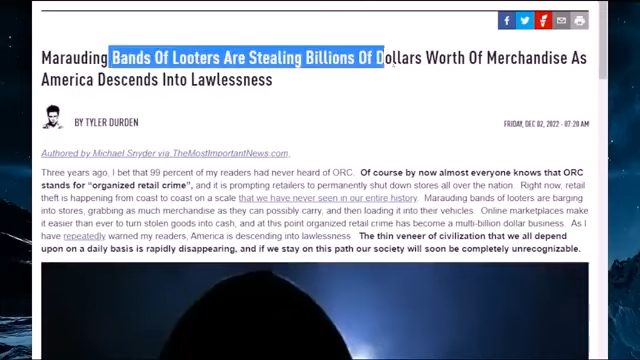 Marauding Bands Of Looters Are Stealing Billions Of Dollars Worth Of Merchandise As
America Descends Into Lawlessness
BY TYLER DURDEN
FRIDAY, DEC 02, 2022 - 07:20 AM
Authored by Michael Snyder via TheMostImportantNews.com,
Three years ago, I bet that 99 percent of my readers had never heard of ORC. Of course by now almost everyone knows that ORC
stands for "organized retail crime", and it is prompting retailers to permanently shut down stores all over the nation. Right now, retail
theft is happening from coast to coast on a scale that we have never seen in our entire history. Marauding bands of looters are barging
into stores, grabbing as much merchandise as they can possibly carry, and then loading it into their vehicles. Online marketplaces make
it easier than ever to turn stolen goods into cash, and at this point organized retail crime has become a multi-billion dollar business. As I
have repeatedly warned my readers, America is descending into lawlessness. The thin veneer of civilization that we all depend
upon on a daily basis is rapidly disappearing, and if we stay on this path our society will soon be completely unrecognizable.